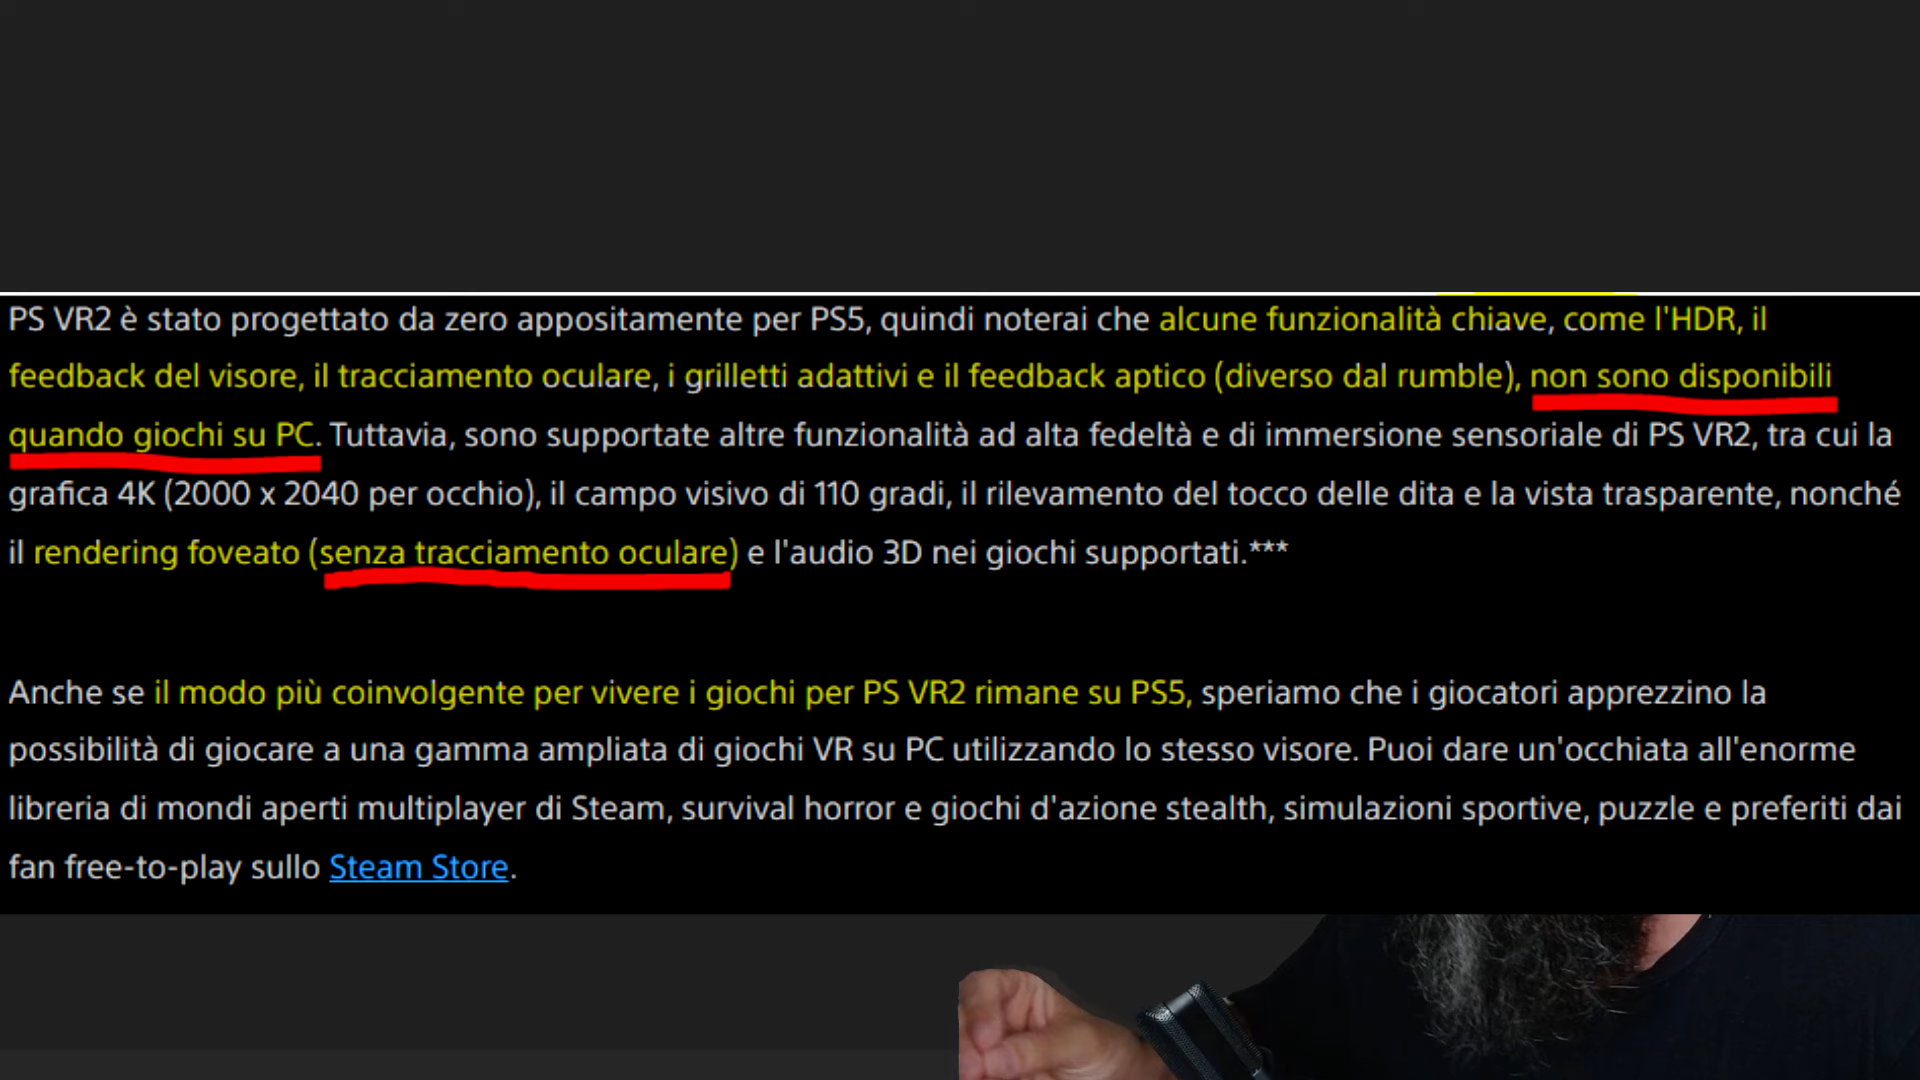 PS VR2 è stato progettato da zero appositamente per PS5, quindi noterai che alcune funzionalità chiave, come l'HDR, il
feedback del visore, il tracciamento oculare, i grilletti adattivi e il feedback aptico (diverso dal rumble), non sono disponibili
quando giochi su PC. Tuttavia, sono supportate altre funzionalità ad alta fedeltà e di immersione sensoriale di PS VR2, tra cui la
grafica 4K (2000 x 2040 per occhio), il campo visivo di 110 gradi, il rilevamento del tocco delle dita e la vista trasparente, nonché
il rendering foveato (senza tracciamento oculare) e l'audio 3D nei giochi supportati.***
Anche se il modo più coinvolgente per vivere i giochi per PS VR2 rimane su PS5, speriamo che i giocatori apprezzino la
possibilità di giocare a una gamma ampliata di giochi VR su PC utilizzando lo stesso visore. Puoi dare un'occhiata all'enorme
libreria di mondi aperti multiplayer di Steam, survival horror e giochi d'azione stealth, simulazioni sportive, puzzle e preferiti dai
fan free-to-play sullo Steam Store.